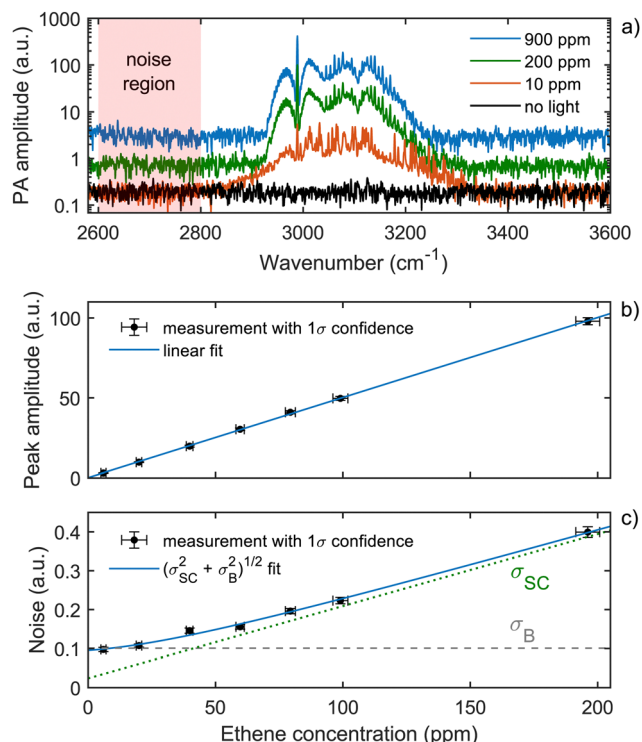 a)
PA amplitude (a.u.)
1000
100
10
1
0.1
noise
region
900 ppm
200 ppm
10 ppm
no light
2600 2800 3000 3200 3400 3600
Wavenumber (cm⁻¹)
b)
Peak amplitude (a.u.)
100
50
0
measurement with 1σ confidence
linear fit
c)
Noise (a.u.)
0.4
0.3
0.2
0.1
0
measurement with 1σ confidence
(σ²SC + σ²B)¹/² fit
σSC
σB
0 50 100 150 200
Ethene concentration (ppm)